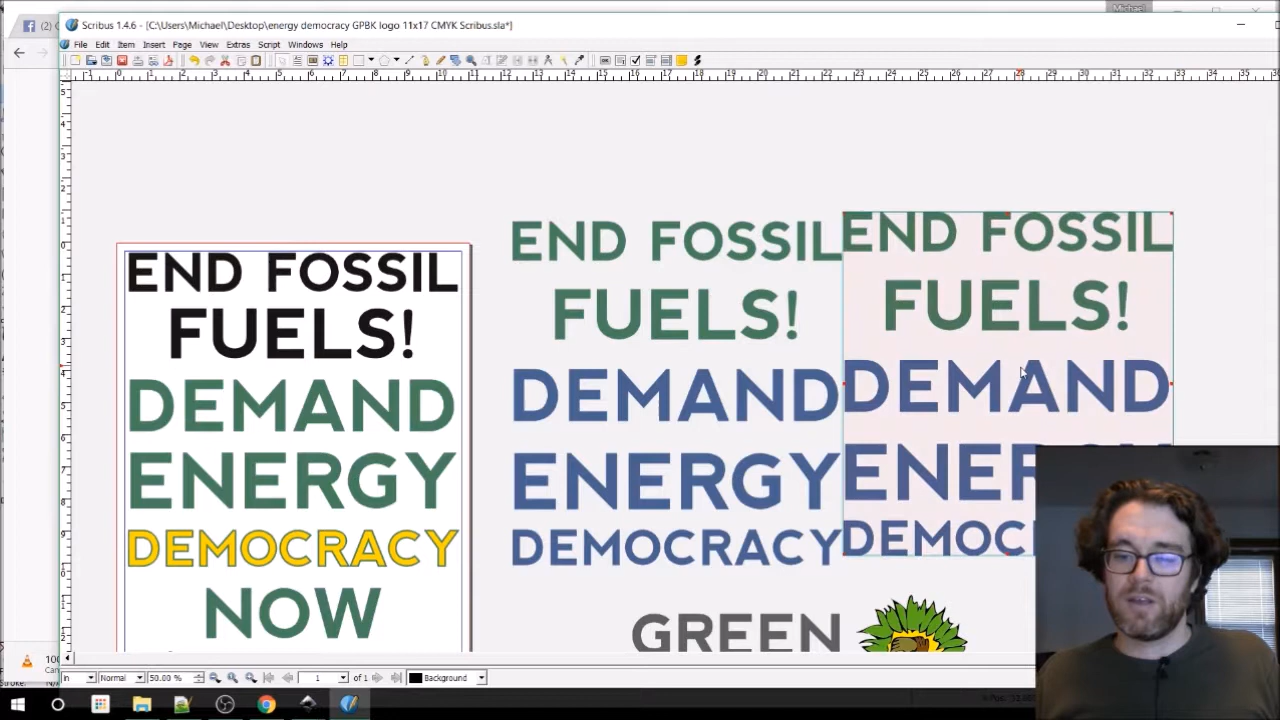 Michael
Scribus 1.4.6 - [C:\Users\Michael\Desktop\energy democracy GPBK logo 11x17 CMYK Scribus.sla*]
File Edit Item Insert Page View Extras Script Windows Help
END FOSSIL
FUELS!
DEMAND
ENERGY
DEMOCRACY
NOW
END FOSSIL
FUELS!
DEMAND
ENERGY
DEMOCRACY
GREEN
END FOSSIL
FUELS!
DEMAND
in Normal 50.00 % 1 of 1 Background